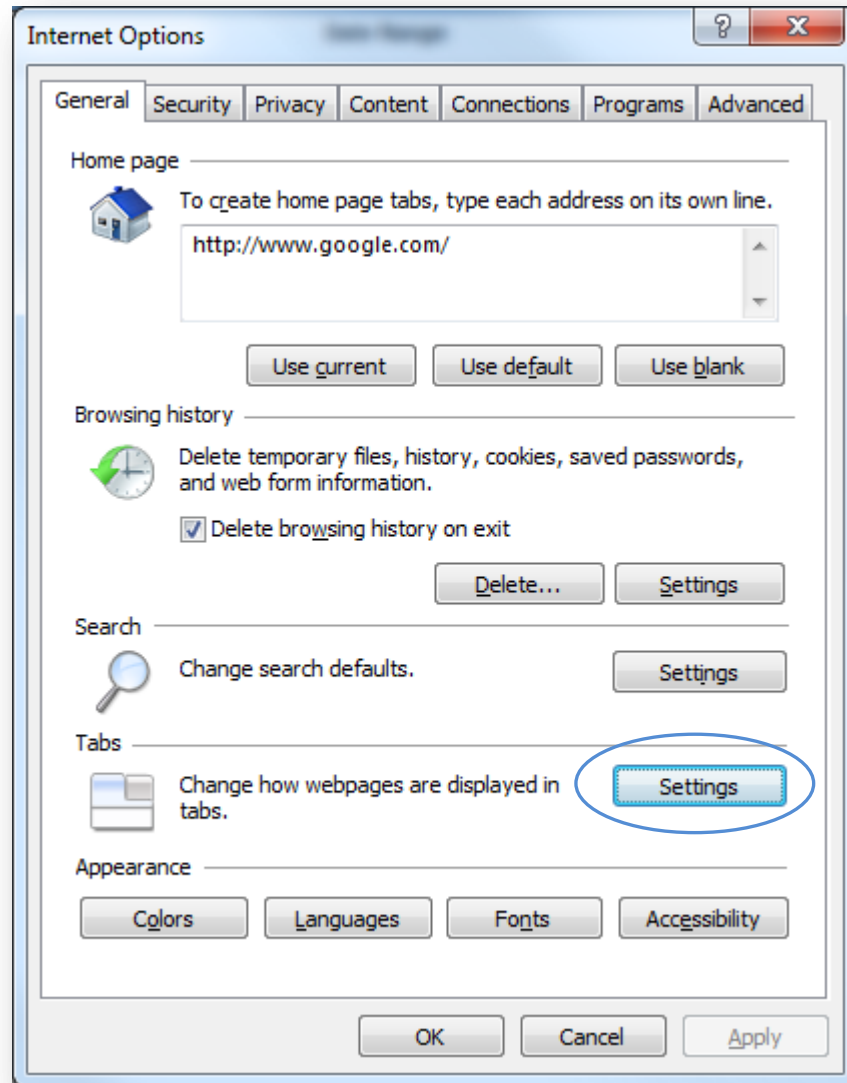 Internet Options
General Security Privacy Content Connections Programs Advanced
Home page
To create home page tabs, type each address on its own line.
http://www.google.com/
Use current Use default Use blank
Browsing history
Delete temporary files, history, cookies, saved passwords,
and web form information.
Delete browsing history on exit
Delete... Settings
Search
Change search defaults. Settings
Tabs
Change how webpages are displayed in Settings
tabs.
Appearance
Colors Languages Fonts Accessibility
OK Cancel Apply